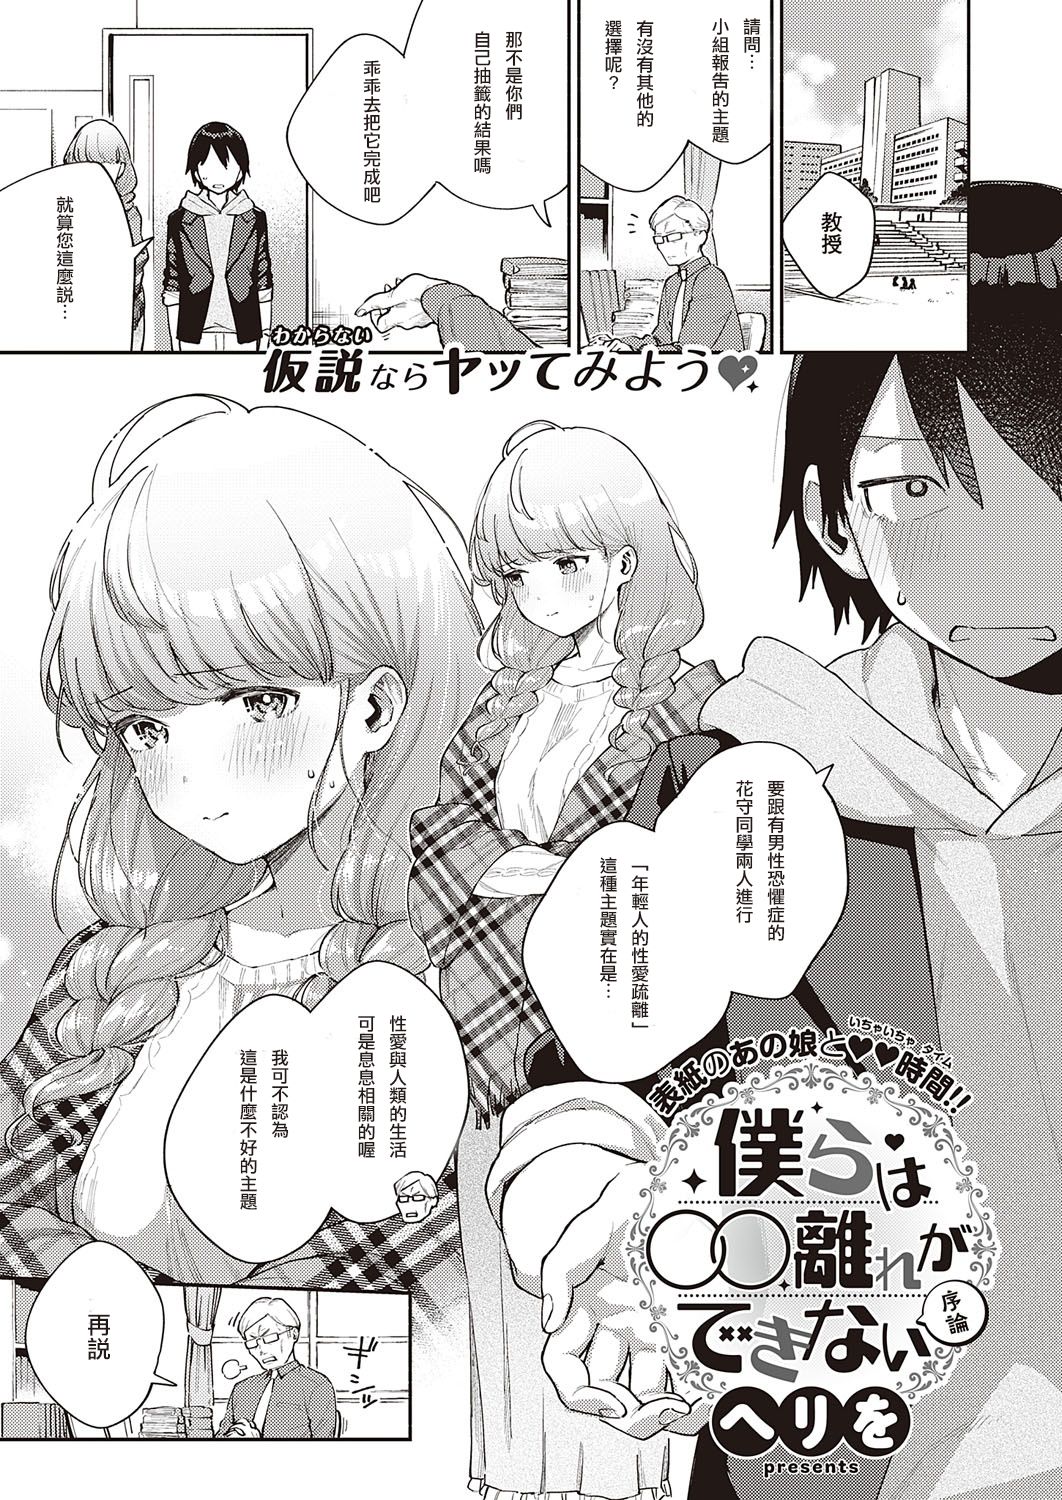 教授
請問…
小組報告的主題
有沒有其他的
選擇呢？
那不是你們
自己抽籤的結果嗎
乖乖去把它完成吧
就算您這麼說…
わからない
仮説ならヤッてみよう
要跟有男性恐懼症的
花守同學兩人進行
「年輕人的性愛疏離」
這種主題實在是…
性愛與人類的生活
可是息息相關的喔
我可不認為
這是什麼不好的主題
再說
ギシ…
いちゃいちゃ タイム
表紙のあの娘と♥♥時間!!
僕らは
〇〇離れが
できない
序論
ヘリを
presents